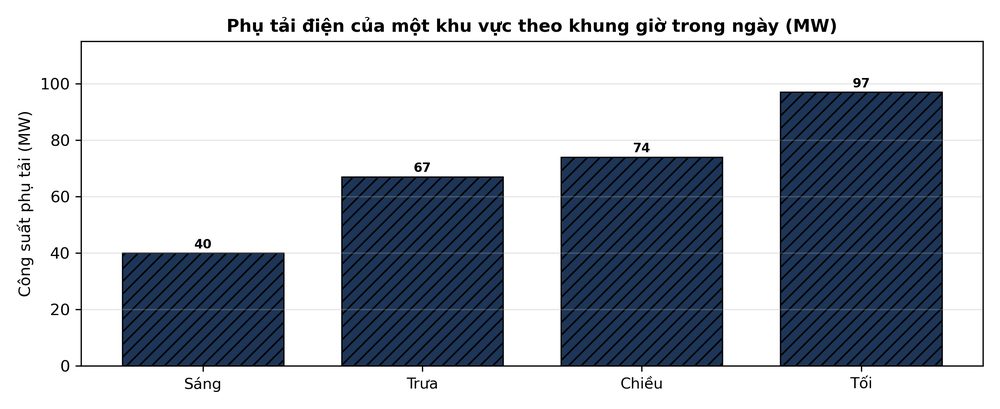 Phụ tải điện của một khu vực theo khung giờ trong ngày (MW)
Công suất phụ tải (MW)
100
80
60
40
20
0
40
67
74
97
Sáng
Trưa
Chiều
Tối